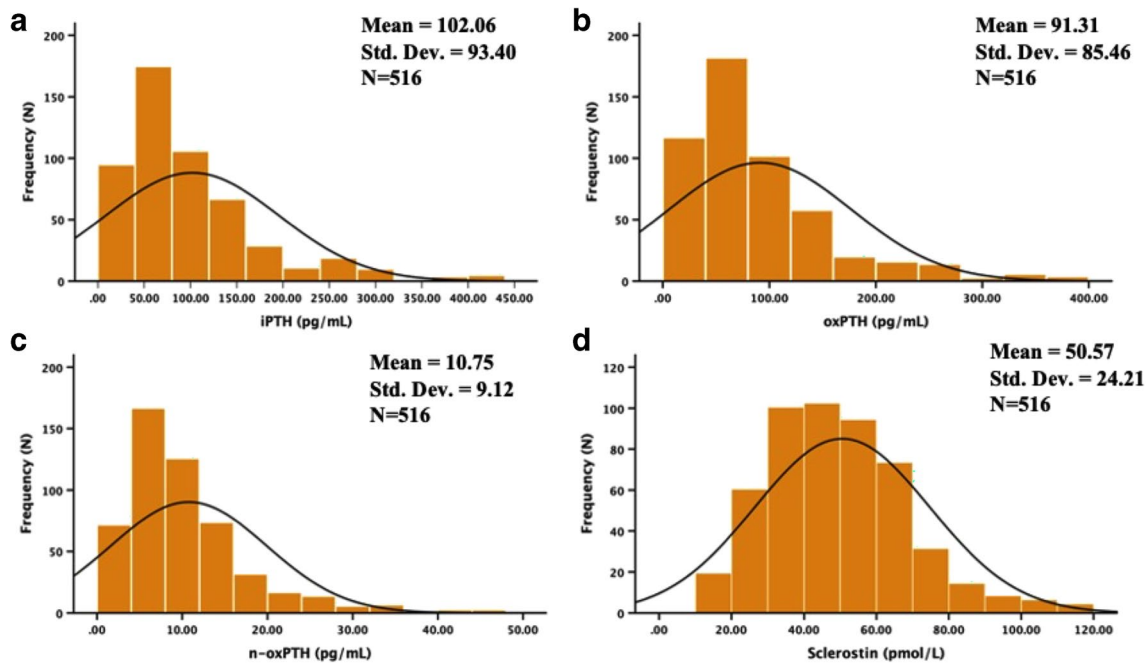 a
Mean = 102.06
Std. Dev. = 93.40
N=516
200
150
100
50
0
Frequency (N)
.00 50.00 100.00 150.00 200.00 250.00 300.00 350.00 400.00 450.00
iPTH (pg/mL)
b
Mean = 91.31
Std. Dev. = 85.46
N=516
200
150
100
50
0
Frequency (N)
.00 100.00 200.00 300.00 400.00
oxPTH (pg/mL)
c
Mean = 10.75
Std. Dev. = 9.12
N=516
200
150
100
50
0
Frequency (N)
.00 10.00 20.00 30.00 40.00 50.00
n-oxPTH (pg/mL)
d
Mean = 50.57
Std. Dev. = 24.21
N=516
120
100
80
60
40
20
0
Frequency (N)
.00 20.00 40.00 60.00 80.00 100.00 120.00
Sclerostin (pmol/L)